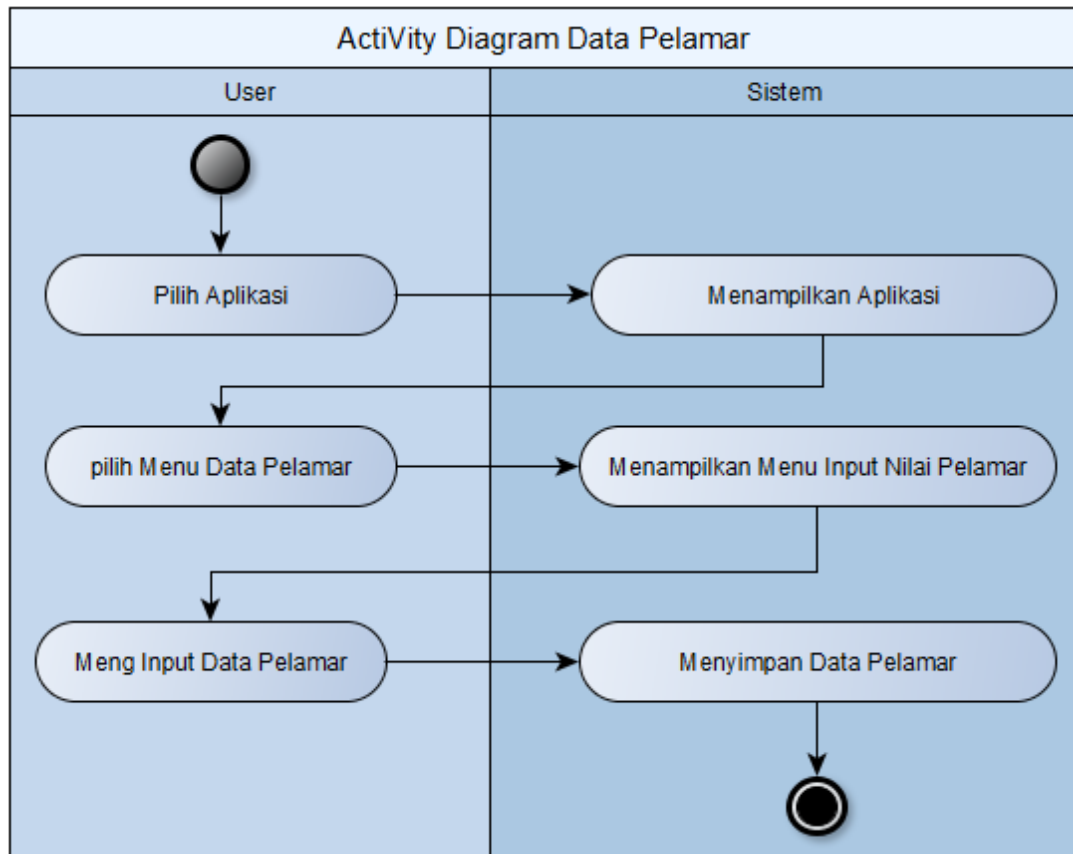 ActiVity Diagram Data Pelamar
User
Sistem
Pilih Aplikasi
Menampilkan Aplikasi
pilih Menu Data Pelamar
Menampilkan Menu Input Nilai Pelamar
Meng Input Data Pelamar
Menyimpan Data Pelamar